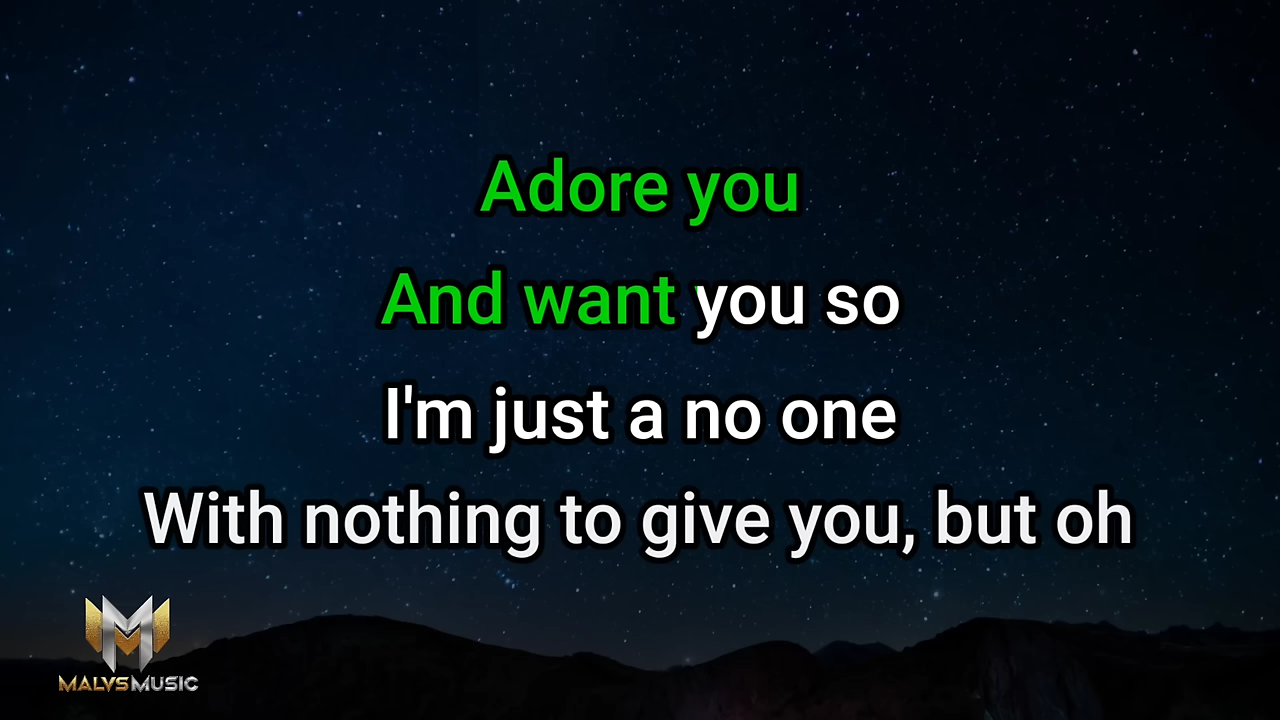 Adore you
And want you so
I'm just a no one
With nothing to give you, but oh
MALVSMUSIC